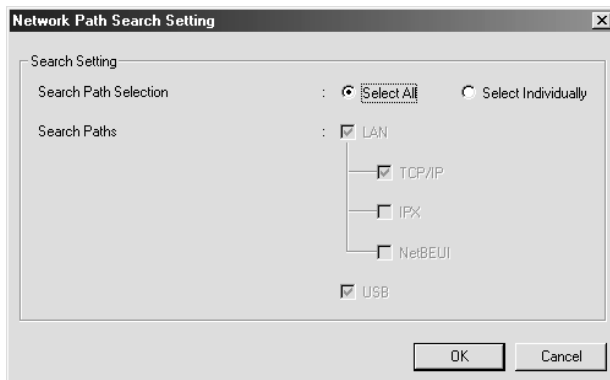 Network Path Search Setting
Search Setting
Search Path Selection : Select All Select Individually
Search Paths : LAN
TCP/IP
IPX
NetBEUI
USB
OK Cancel